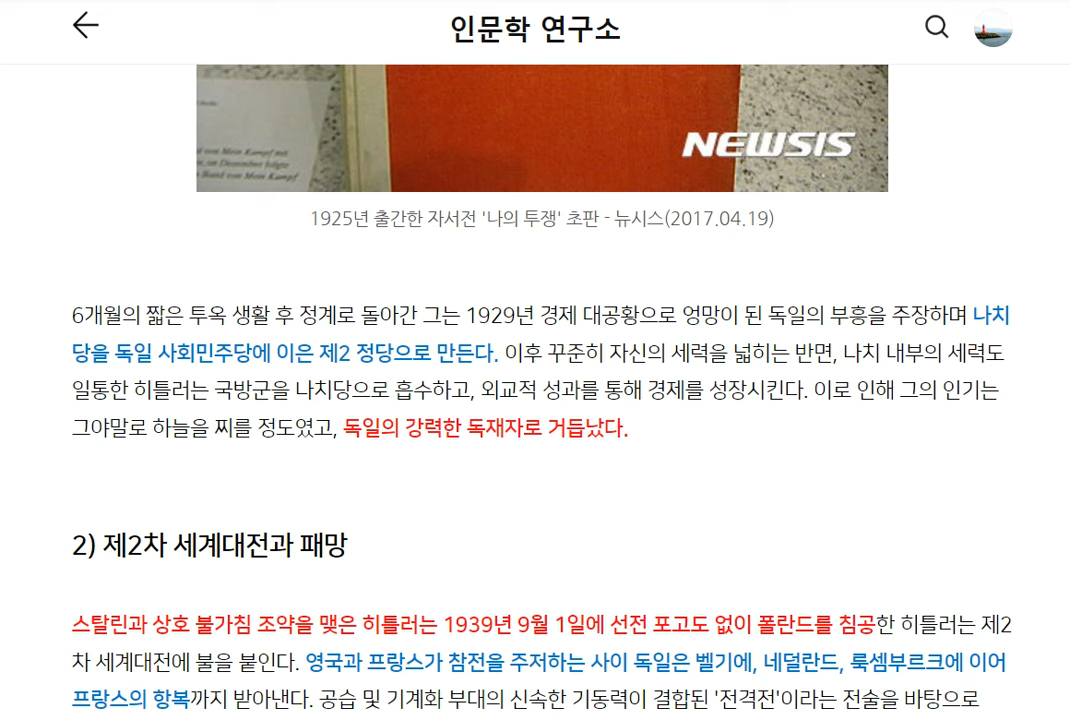 인문학 연구소
von Mein Kampf mit
im Dezember folgte
Band von Mein Kampf
NEWSIS
1925년 출간한 자서전 '나의 투쟁' 초판 - 뉴시스(2017.04.19)
6개월의 짧은 투옥 생활 후 정계로 돌아간 그는 1929년 경제 대공황으로 엉망이 된 독일의 부흥을 주장하며 나치
당을 독일 사회민주당에 이은 제2 정당으로 만든다. 이후 꾸준히 자신의 세력을 넓히는 반면, 나치 내부의 세력도
일통한 히틀러는 국방군을 나치당으로 흡수하고, 외교적 성과를 통해 경제를 성장시킨다. 이로 인해 그의 인기는
그야말로 하늘을 찌를 정도였고, 독일의 강력한 독재자로 거듭났다.
2) 제2차 세계대전과 패망
스탈린과 상호 불가침 조약을 맺은 히틀러는 1939년 9월 1일에 선전 포고도 없이 폴란드를 침공한 히틀러는 제2
차 세계대전에 불을 붙인다. 영국과 프랑스가 참전을 주저하는 사이 독일은 벨기에, 네덜란드, 룩셈부르크에 이어
프랑스의 항복까지 받아낸다. 공습 및 기계화 부대의 신속한 기동력이 결합된 '전격전'이라는 전술을 바탕으로